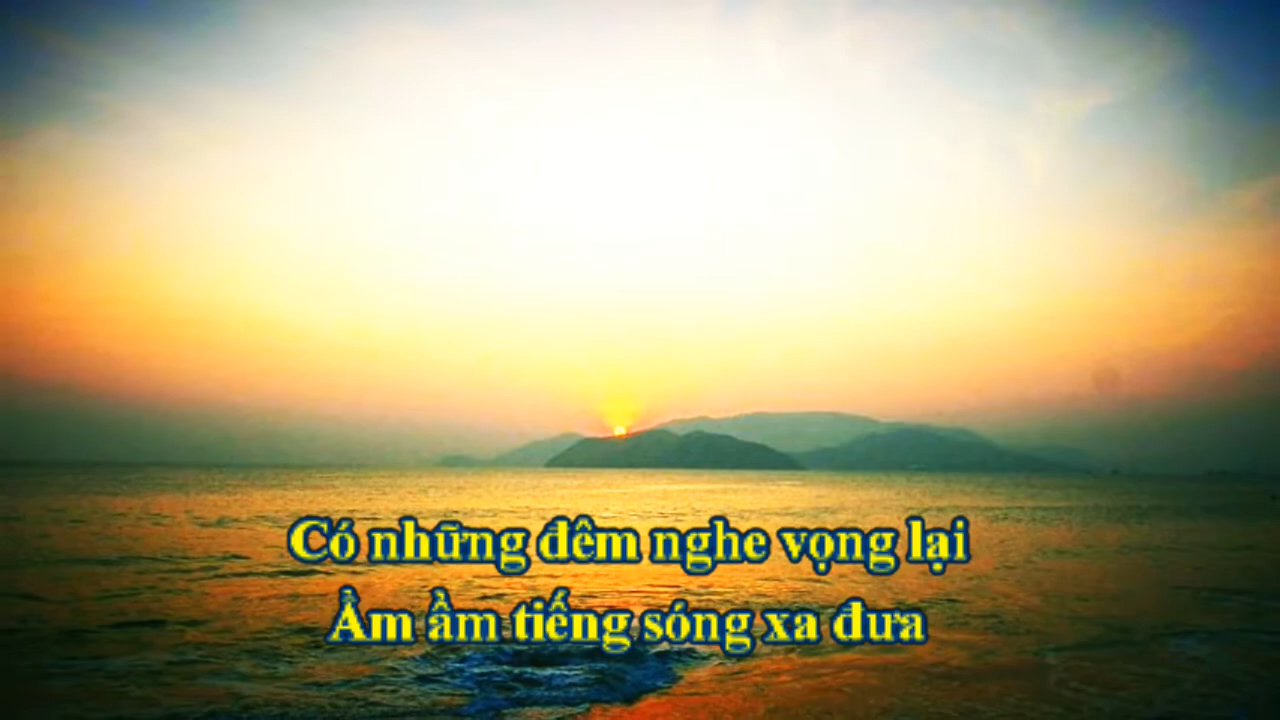 Có những đêm nghe vọng lại
Ầm ầm tiếng sóng xa đưa